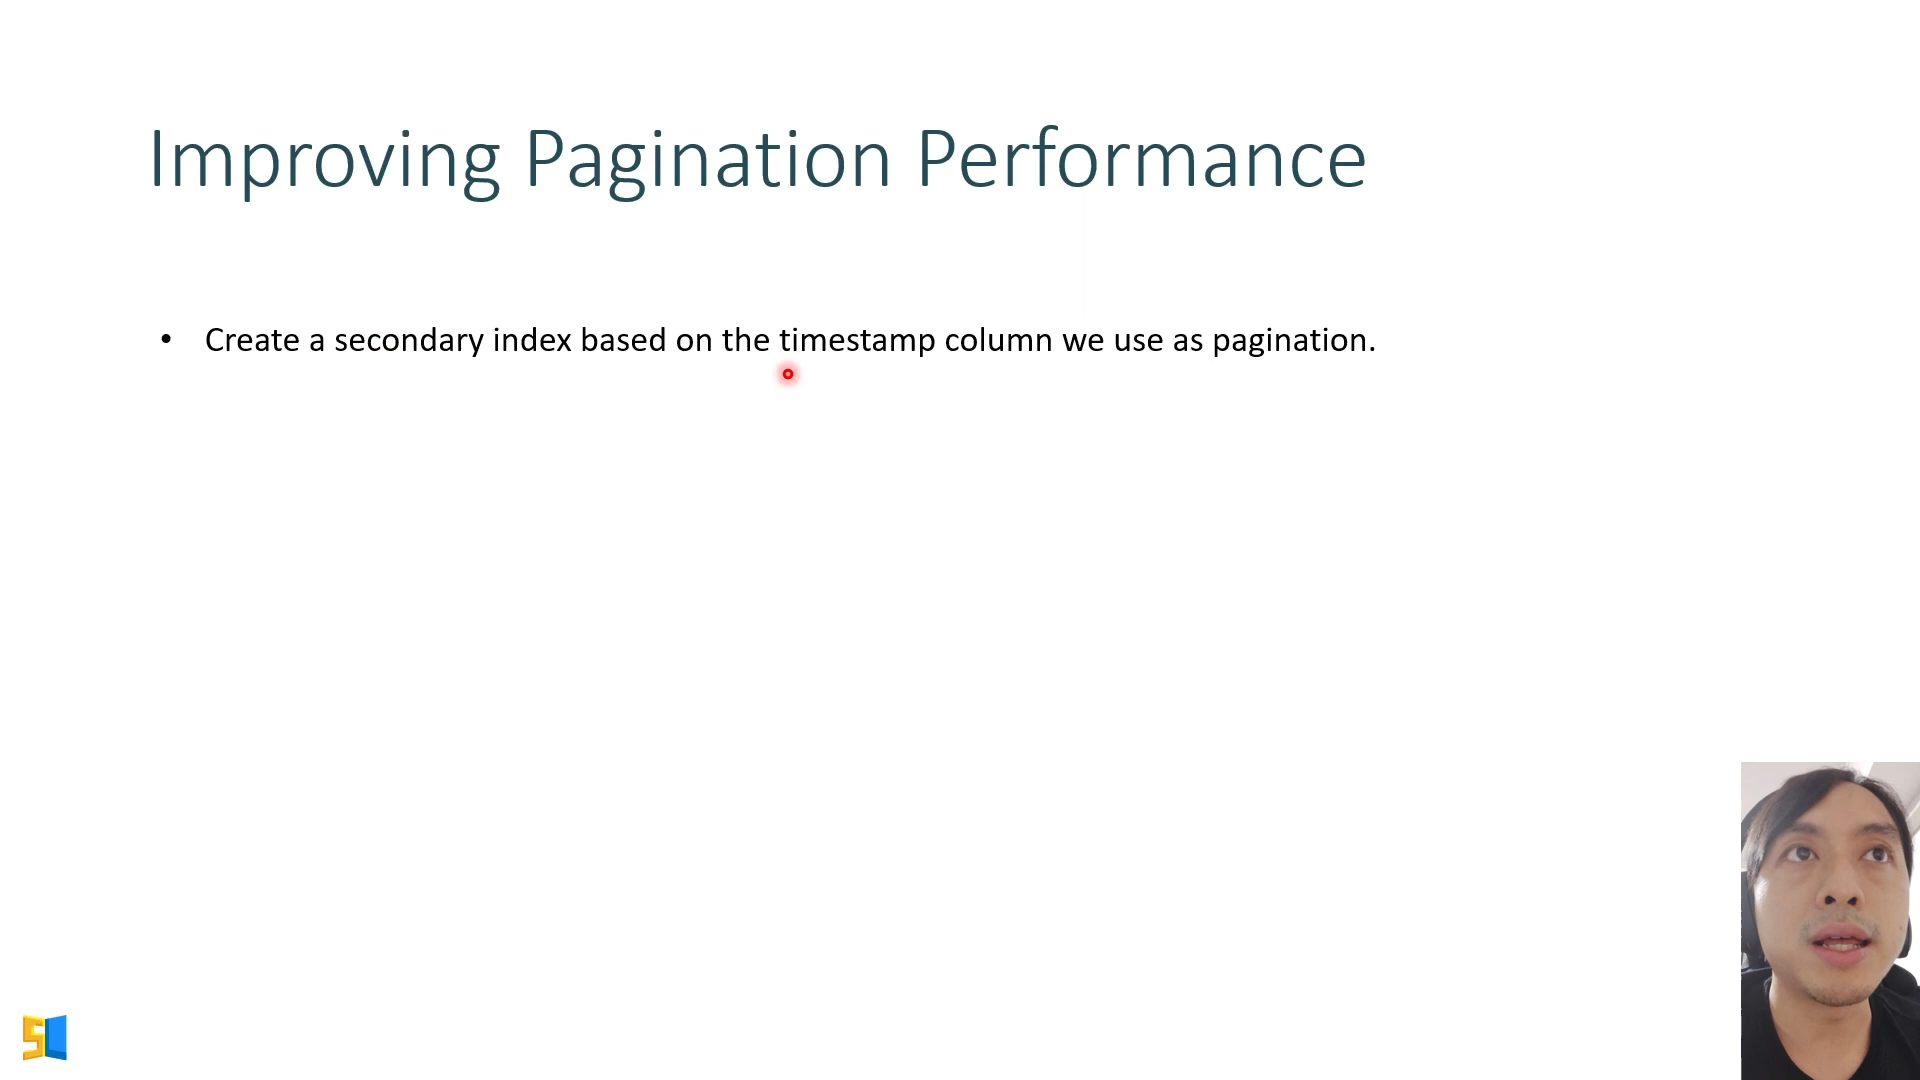 Improving Pagination Performance
• Create a secondary index based on the timestamp column we use as pagination.